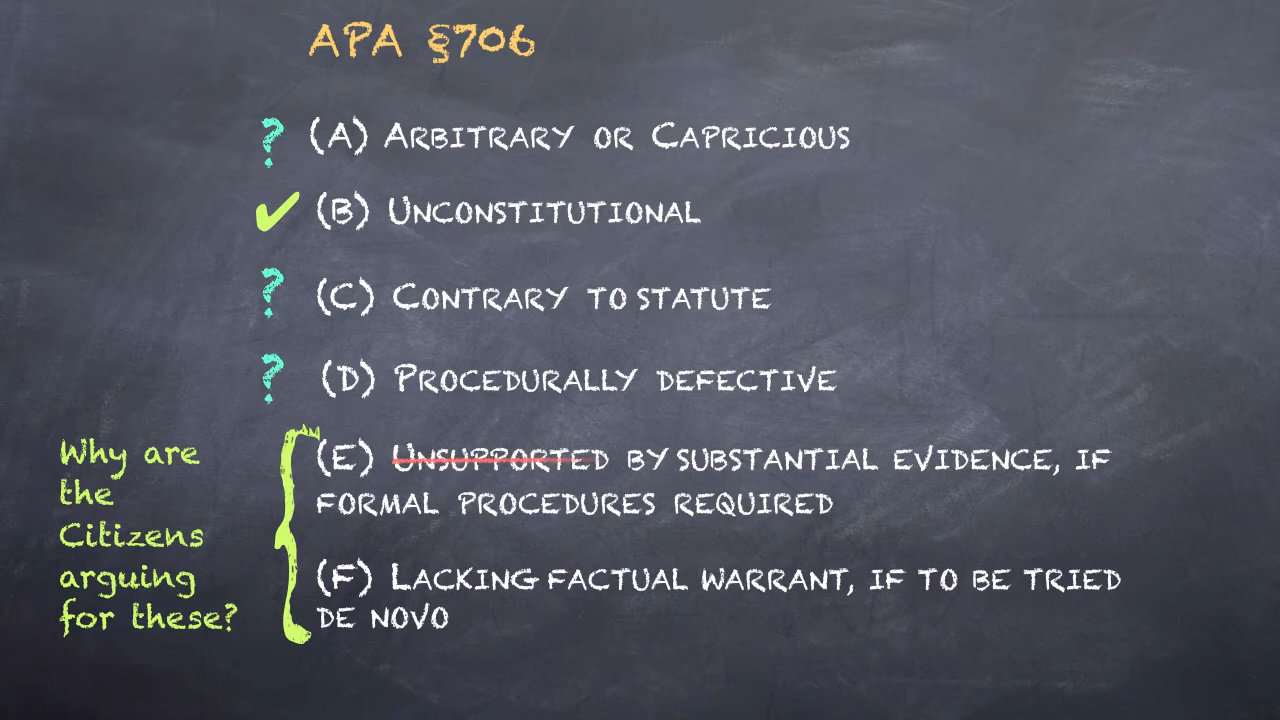 APA §706
? (A) Arbitrary or Capricious
✔ (B) Unconstitutional
? (C) Contrary to statute
? (D) Procedurally defective
(E) Unsupported by substantial evidence, if
formal procedures required
(F) Lacking factual warrant, if to be tried
de novo
Why are
the
Citizens
arguing
for these?